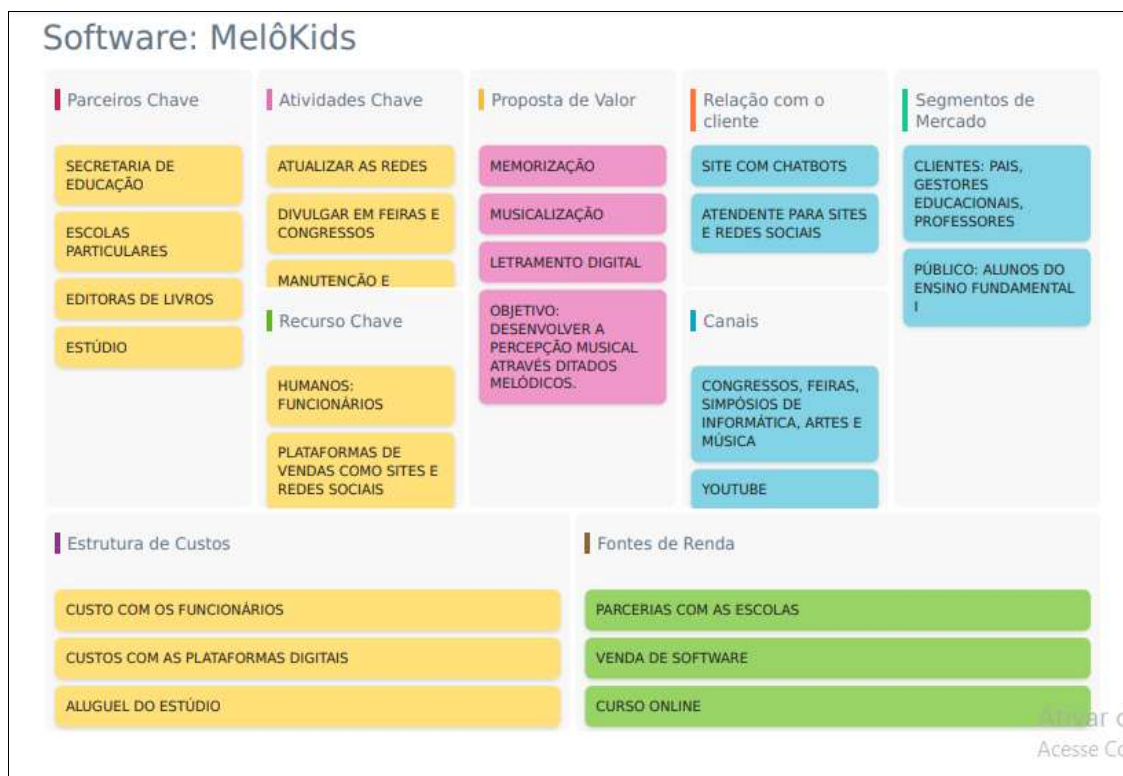 Software: MelôKids
Parceiros Chave
SECRETARIA DE
EDUCAÇÃO
ESCOLAS
PARTICULARES
EDITORAS DE LIVROS
ESTÚDIO
Atividades Chave
ATUALIZAR AS REDES
DIVULGAR EM FEIRAS E
CONGRESSOS
MANUTENÇÃO E
Recurso Chave
HUMANOS:
FUNCIONÁRIOS
PLATAFORMAS DE
VENDAS COMO SITES E
REDES SOCIAIS
Proposta de Valor
MEMORIZAÇÃO
MUSICALIZAÇÃO
LETRAMENTO DIGITAL
OBJETIVO:
DESENVOLVER A
PERCEPÇÃO MUSICAL
ATRAVÉS DITADOS
MELÓDICOS.
Relação com o
cliente
SITE COM CHATBOTS
ATENDENTE PARA SITES
E REDES SOCIAIS
Canais
CONGRESSOS, FEIRAS,
SIMPÓSIOS DE
INFORMÁTICA, ARTES E
MÚSICA
YOUTUBE
Segmentos de
Mercado
CLIENTES: PAIS,
GESTORES
EDUCACIONAIS,
PROFESSORES
PÚBLICO: ALUNOS DO
ENSINO FUNDAMENTAL
I
Estrutura de Custos
CUSTO COM OS FUNCIONÁRIOS
CUSTOS COM AS PLATAFORMAS DIGITAIS
ALUGUEL DO ESTÚDIO
Fontes de Renda
PARCERIAS COM AS ESCOLAS
VENDA DE SOFTWARE
CURSO ONLINE
Ativar
Acesse